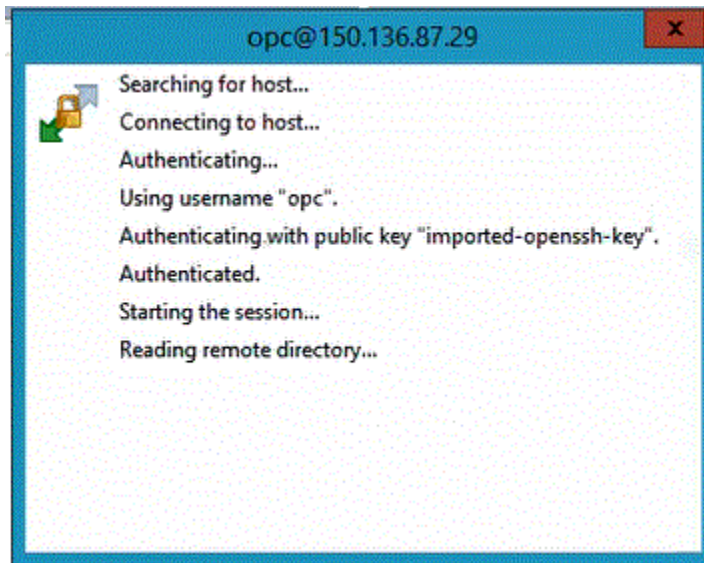 opc@150.136.87.29
x
Searching for host...
Connecting to host...
Authenticating...
Using username "opc".
Authenticating with public key "imported-openssh-key".
Authenticated.
Starting the session...
Reading remote directory...